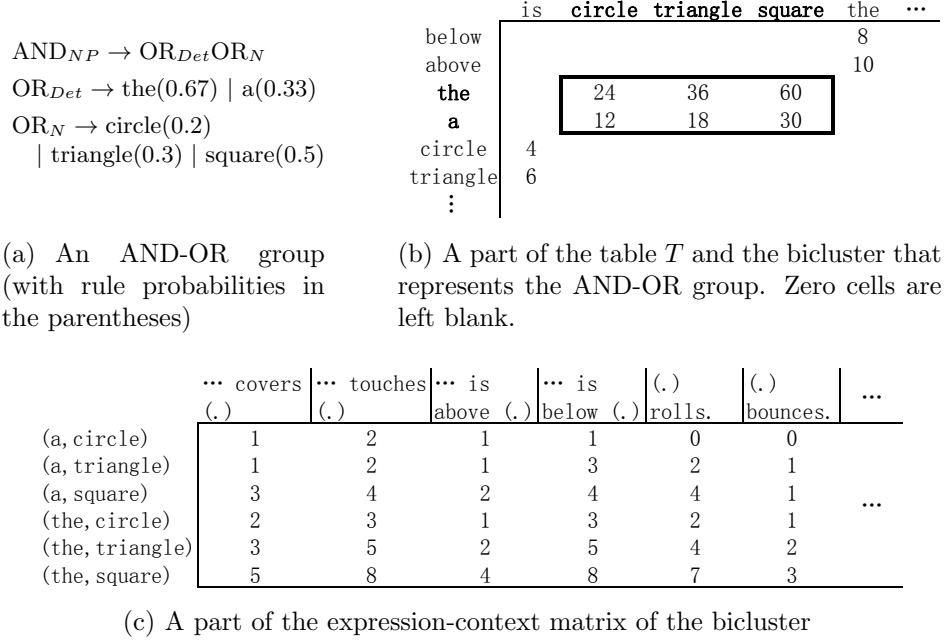 AND_{NP} → OR_{Det}OR_N
OR_{Det} → the(0.67) | a(0.33)
OR_N → circle(0.2)
| triangle(0.3) | square(0.5)
(a) An AND-OR group
(with rule probabilities in
the parentheses)
is circle triangle square the ⋯
below 8
above 10
the 24 36 60
a 12 18 30
circle 4
triangle 6
⋮
(b) A part of the table T and the bicluster that
represents the AND-OR group. Zero cells are
left blank.
⋯ covers ⋯ touches ⋯ is ⋯ is (.) (.) ⋯
(.) (.) above (.) below (.) rolls. bounces.
(a, circle) 1 2 1 1 0 0
(a, triangle) 1 2 1 3 2 1
(a, square) 3 4 2 4 4 1 ⋯
(the, circle) 2 3 1 3 2 1
(the, triangle) 3 5 2 5 4 2
(the, square) 5 8 4 8 7 3
(c) A part of the expression-context matrix of the bicluster